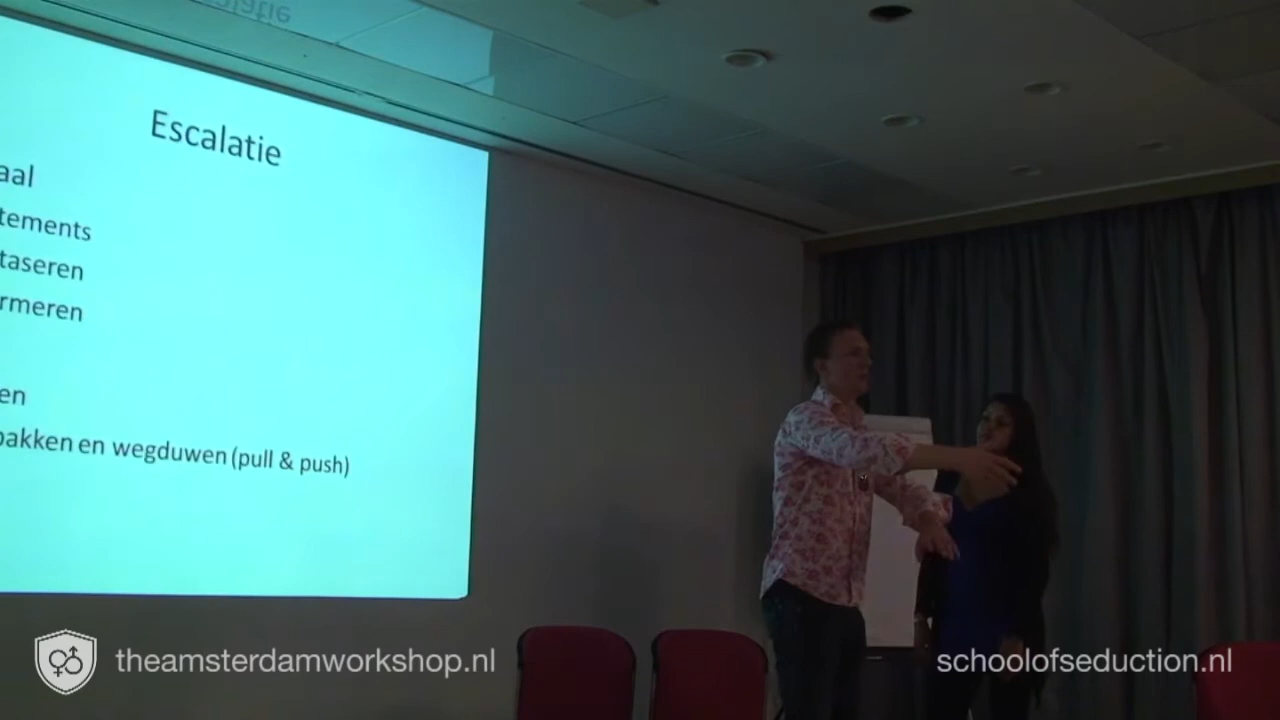 Escalatie
aal
tements
taseren
rmeren
en
pakken en wegduwen (pull & push)
theamsterdamworkshop.nl
schoolofseduction.nl